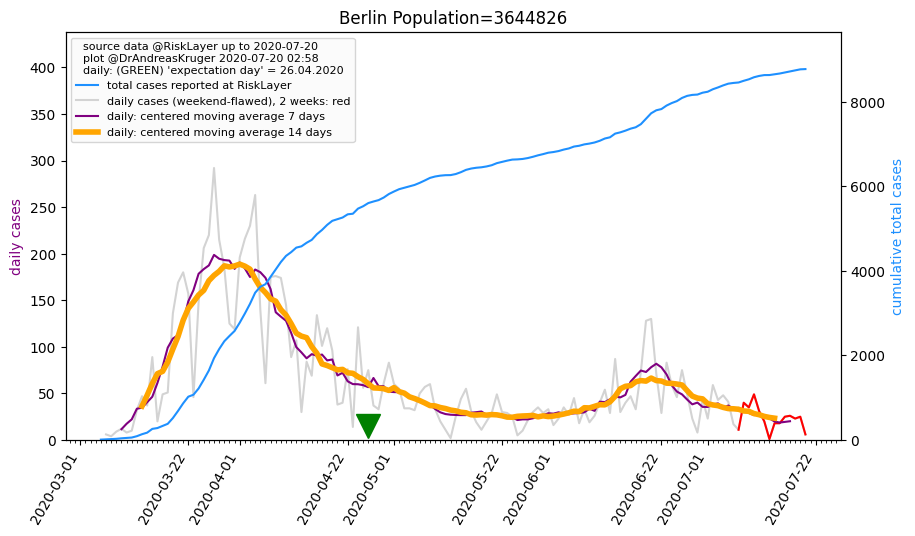 Berlin Population=3644826
source data @RiskLayer up to 2020-07-20
plot @DrAndreasKruger 2020-07-20 02:58
daily: (GREEN) 'expectation day' = 26.04.2020
total cases reported at RiskLayer
daily cases (weekend-flawed), 2 weeks: red
daily: centered moving average 7 days
daily: centered moving average 14 days
daily cases
400
350
300
250
200
150
100
50
0
cumulative total cases
8000
6000
4000
2000
0
2020-03-01
2020-03-22
2020-04-01
2020-04-22
2020-05-01
2020-05-22
2020-06-01
2020-06-22
2020-07-01
2020-07-22